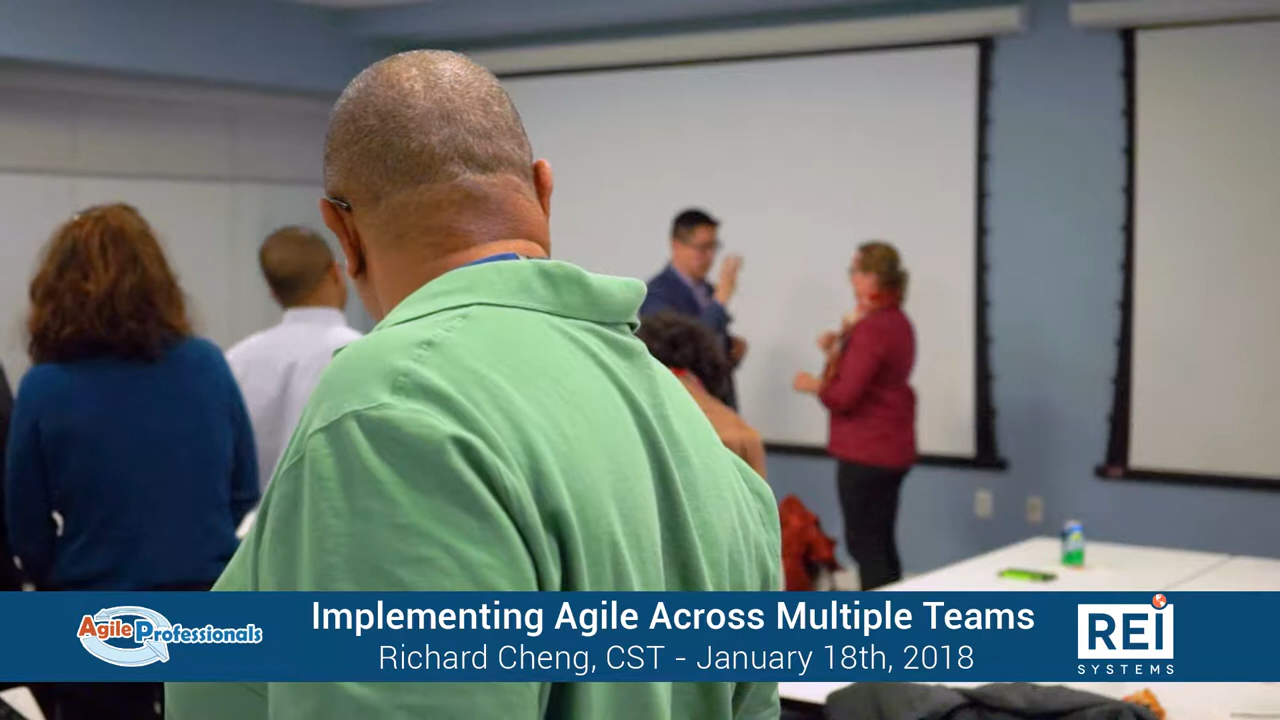 Agile Professionals
Implementing Agile Across Multiple Teams
Richard Cheng, CST - January 18th, 2018
REI
SYSTEMS